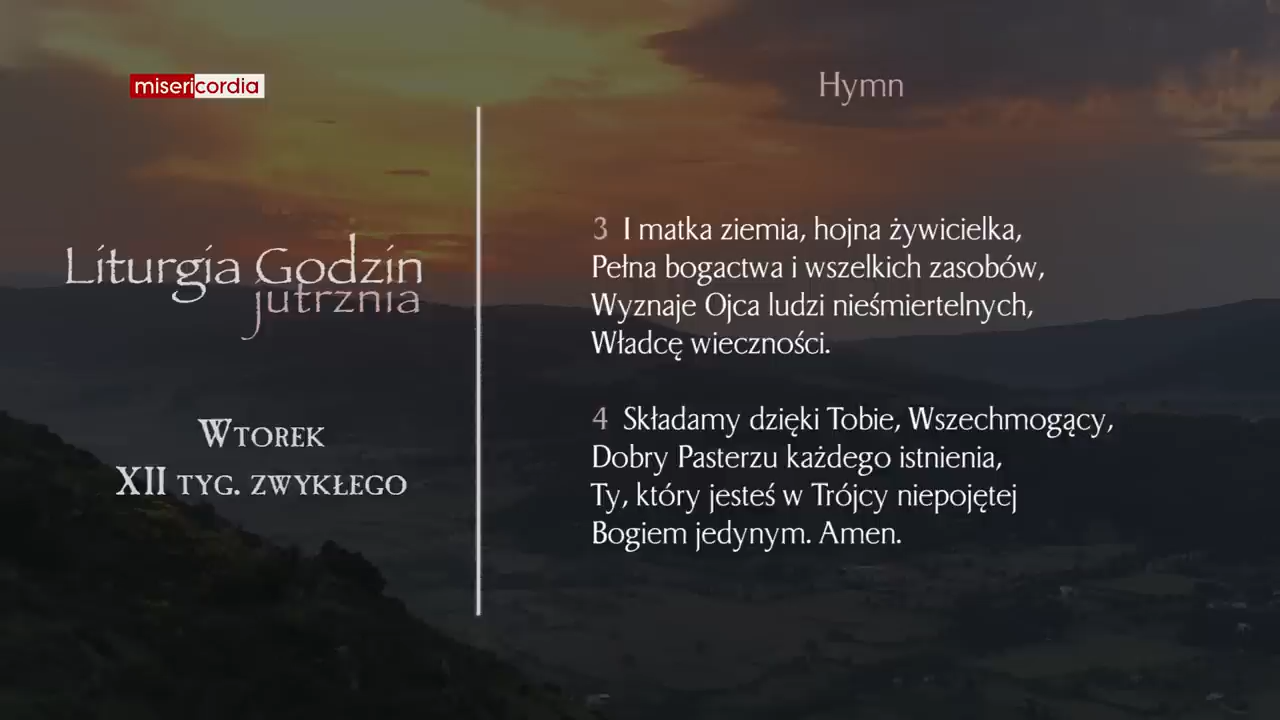 misericordia
Liturgia Godzin
jutrznia
Wtorek
XII tyg. zwykłego
Hymn
3 I matka ziemia, hojna żywicielka,
Pełna bogactwa i wszelkich zasobów,
Wyznaje Ojca ludzi nieśmiertelnych,
Władcę wieczności.
4 Składamy dzięki Tobie, Wszechmogący,
Dobry Pasterzu każdego istnienia,
Ty, który jesteś w Trójcy niepojętej
Bogiem jedynym. Amen.